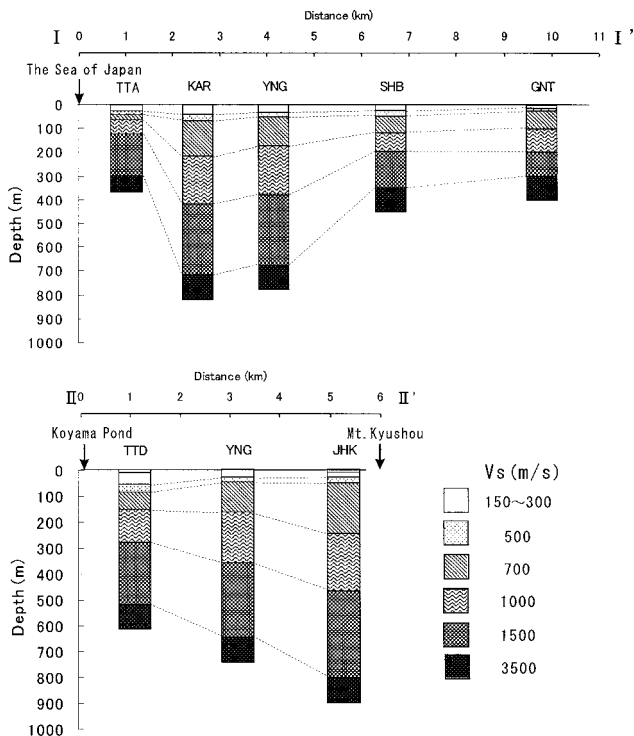 Distance (km)
I 0 1 2 3 4 5 6 7 8 9 10 11 I'
The Sea of Japan
TTA KAR YNG SHB GNT
Depth (m)
0
100
200
300
400
500
600
700
800
900
1000
Distance (km)
II 0 1 2 3 4 5 6 II'
Koyama Pond Mt. Kyushou
TTD YNG JHK
Depth (m)
0
100
200
300
400
500
600
700
800
900
1000
Vs (m/s)
150～300
500
700
1000
1500
3500